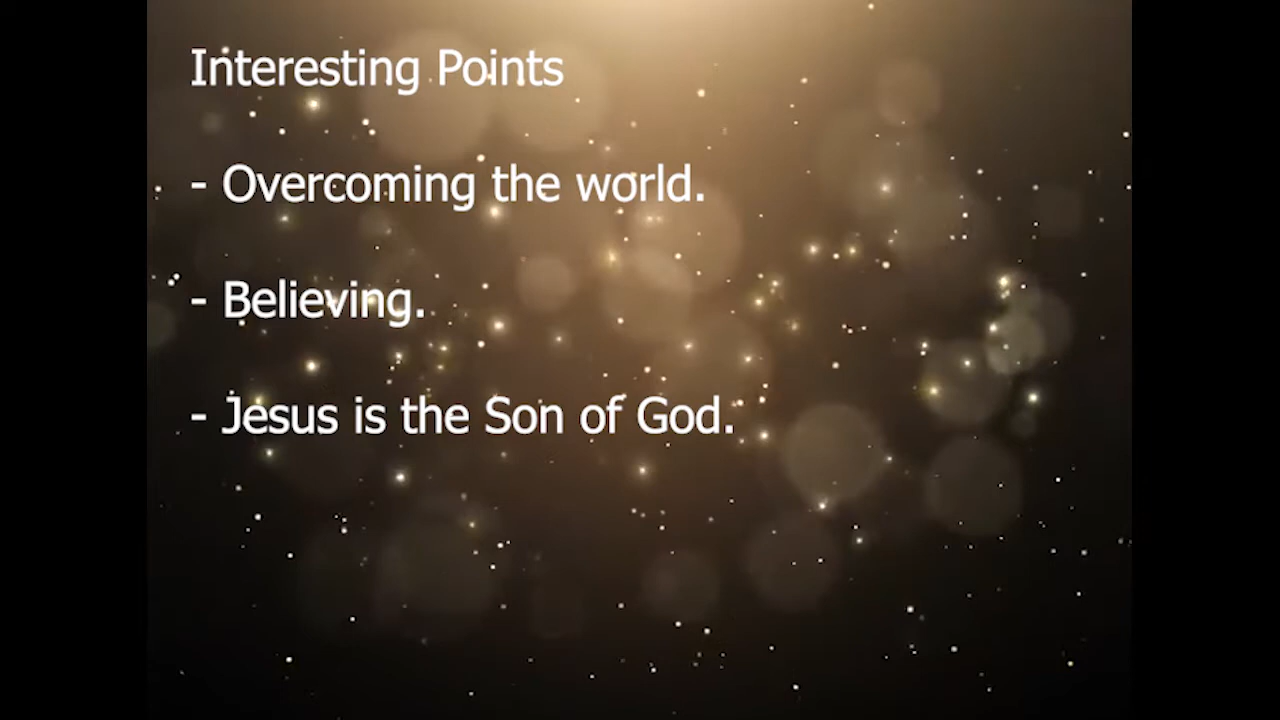 Interesting Points
- Overcoming the world.
- Believing.
- Jesus is the Son of God.